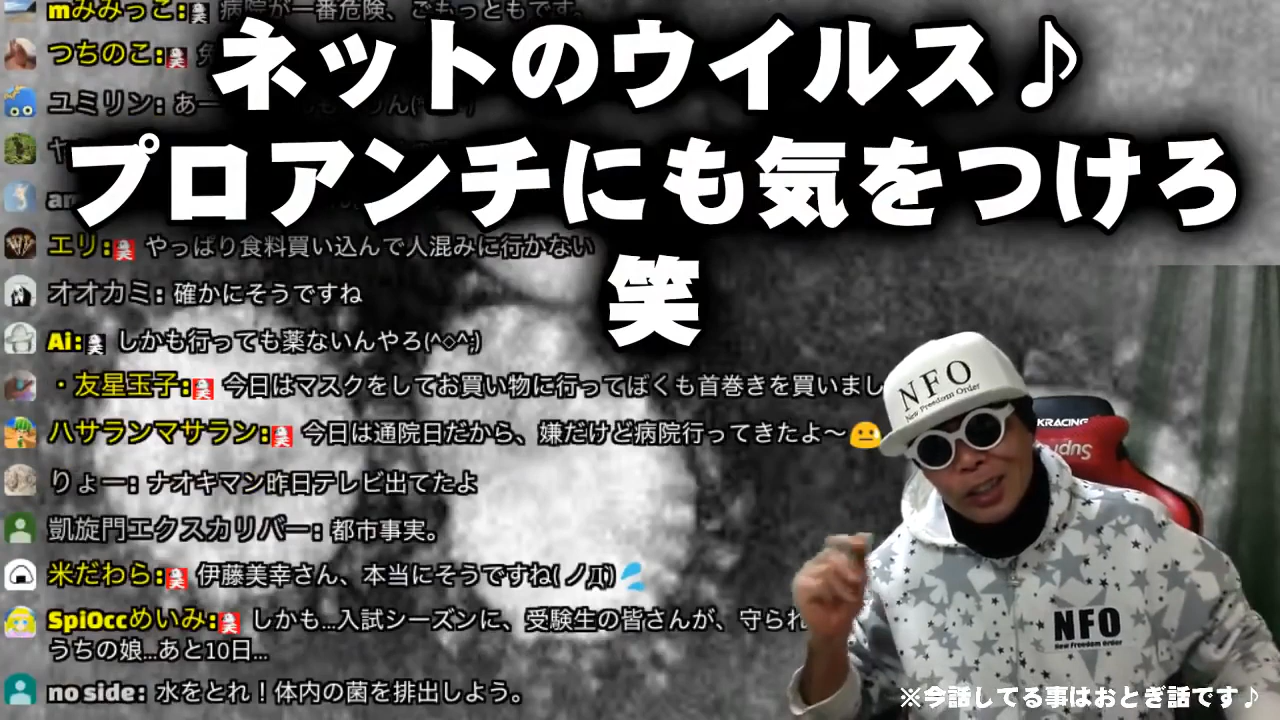 mみみっこ: 病院が一番危険、ごもっともです。
つちのこ:
ネットのウイルス♪
ユミリン: あー
プロアンチにも気をつけろ
エリ: やっぱり食料買い込んで人混みに行かない
笑
オオカミ: 確かにそうですね
Ai: しかも行っても薬ないんやろ(^◇^;)
・友星玉子: 今日はマスクをしてお買い物に行ってぼくも首巻きを買いまし
ハサランマサラン: 今日は通院日だから、嫌だけど病院行ってきたよ〜
りょー: ナオキマン昨日テレビ出てたよ
凱旋門エクスカリバー: 都市事実。
米だわら: 伊藤美幸さん、本当にそうですね( ノД`)
SpiOccめいみ: しかも…入試シーズンに、受験生の皆さんが、守られ
うちの娘…あと10日…
no side: 水をとれ！体内の菌を排出しよう。
NFO
New Freedom Order
KRACING
NFO
New Freedom Order
※今話してる事はおとぎ話です♪